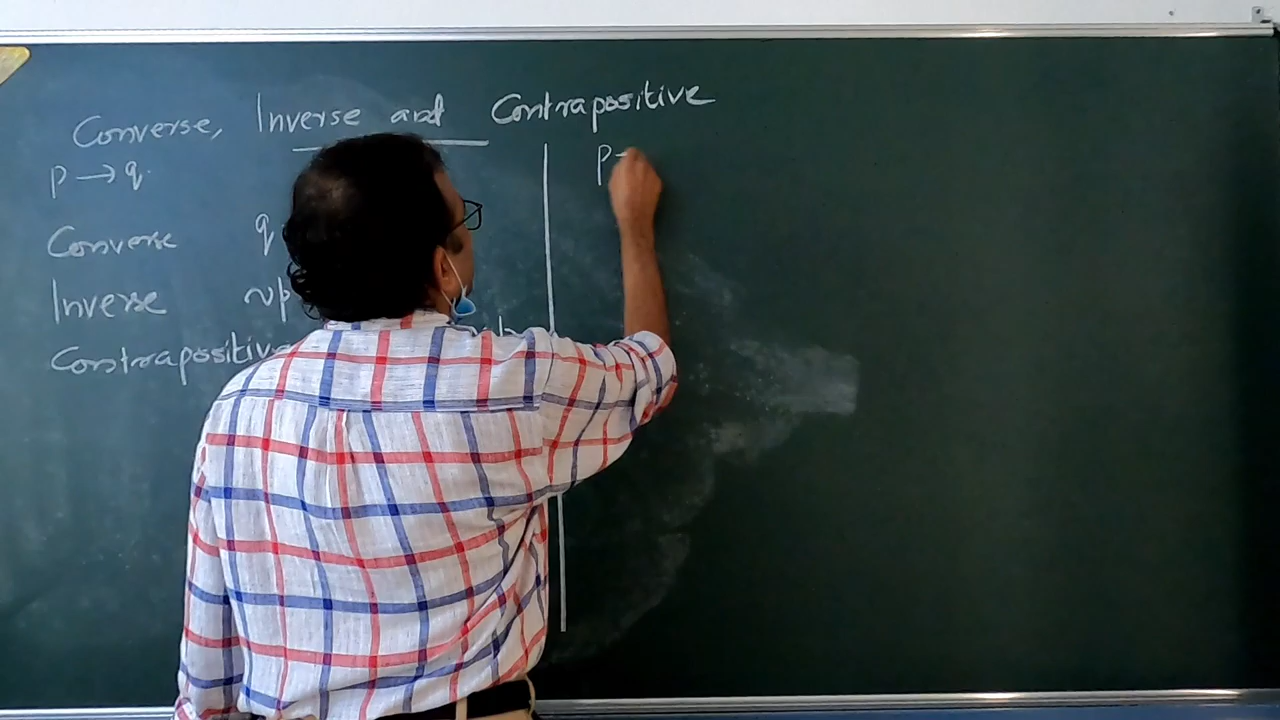 Converse, Inverse and Contrapositive
p → q.
Converse q
Inverse ~p
Contrapositive
p -